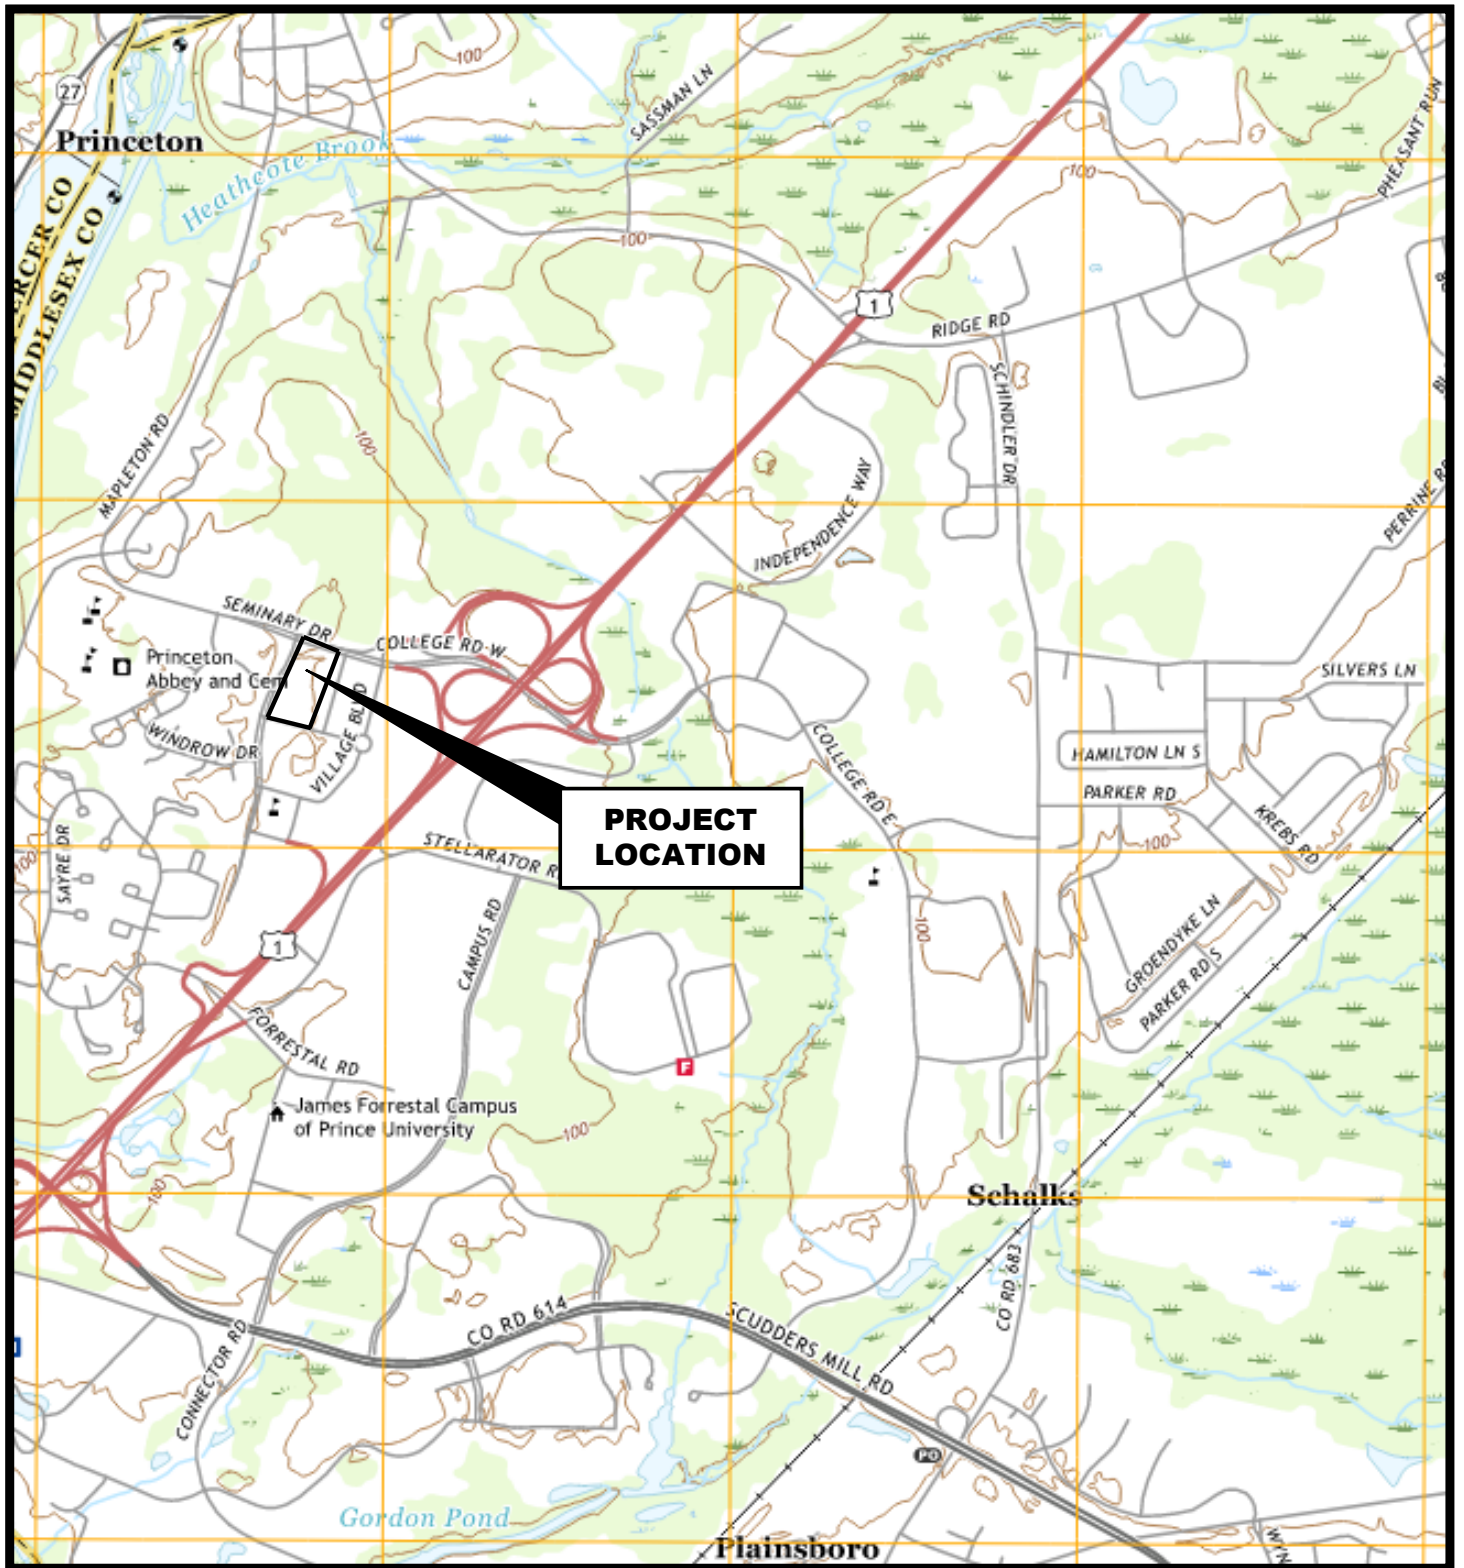 100
27
SASSMAN LN
Princeton
Heathcote Brook
PHEASANT RUN
100
MIDDLESEX CO
100
1
RIDGE RD
SCHINDLER DR
MAPLETON RD
100
INDEPENDENCE WAY
SEMINARY DR
COLLEGE RD W
Princeton
Abbey and Cem
SILVERS LN
WINDROW DR
VILLAGE BLVD
COLLEGE RD E
HAMILTON LN S
PARKER RD
PROJECT
LOCATION
KREBS RD
SAYRE DR
100
STELLARATOR
100
CAMPUS RD
100
GROENDYKE LN
PARKER RD S
1
FORRESTAL RD
F
James Forrestal Campus
of Prince University
100
100
Schalks
CO RD 683
CO RD 614
SCUDDERS MILL RD
CONNECTOR RD
PO
Gordon Pond
Plainsboro
WYN